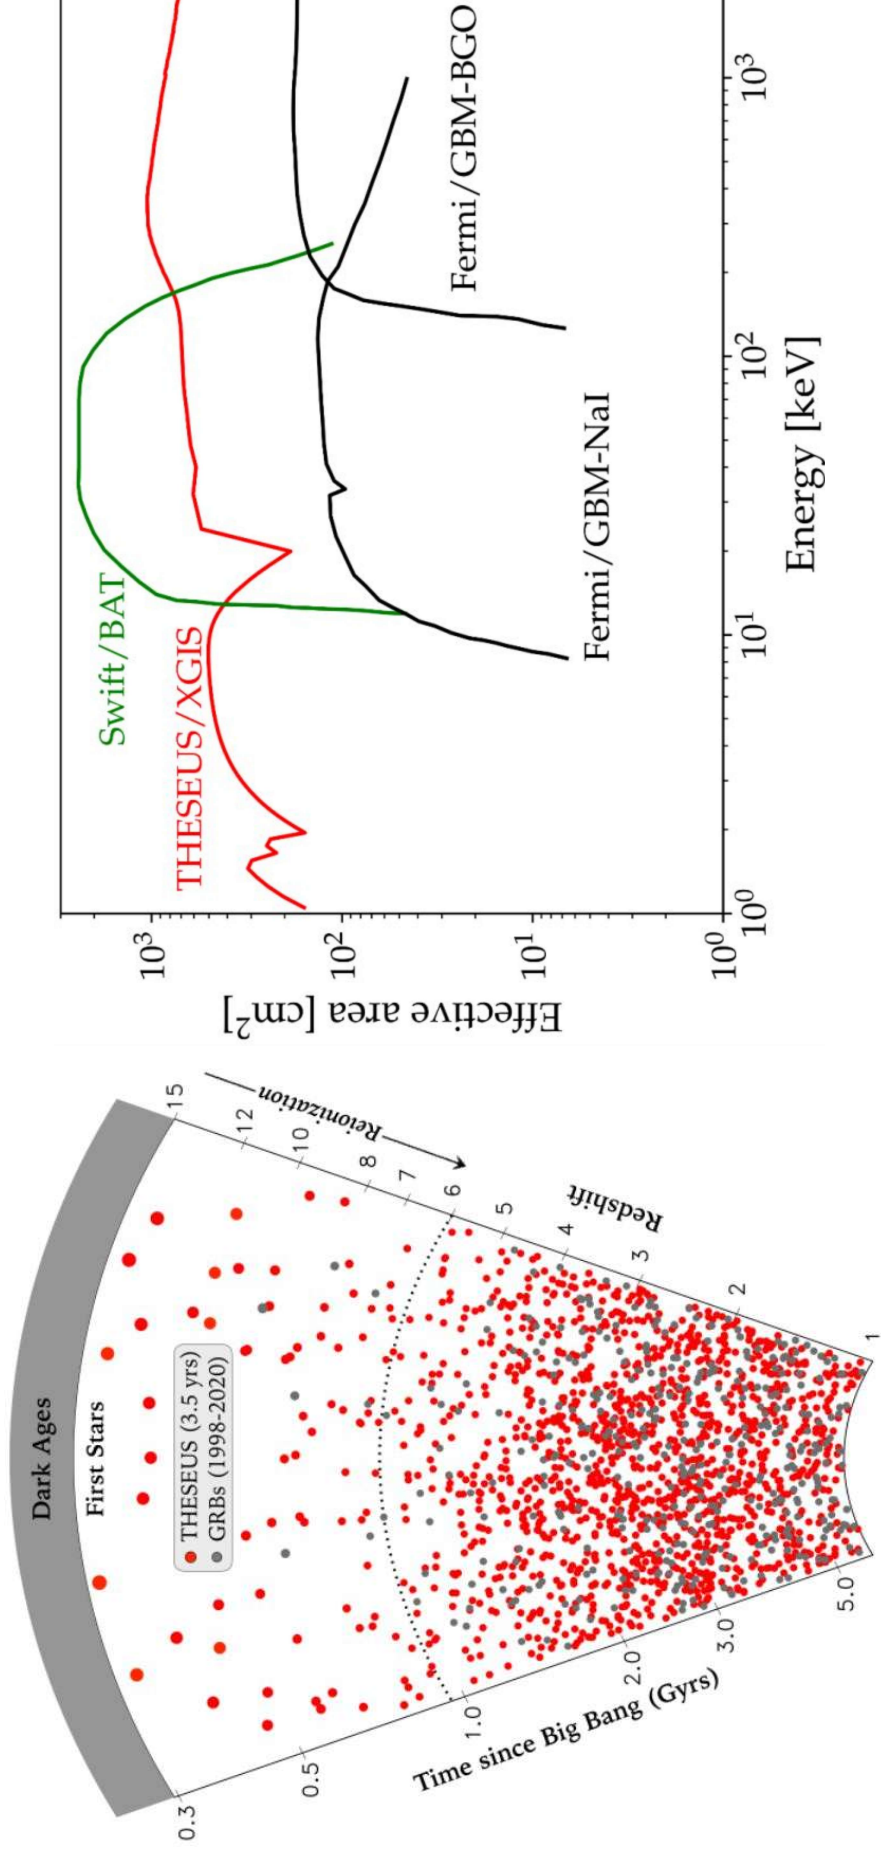 Dark Ages
First Stars
THESEUS (3.5 yrs)
GRBs (1998-2020)
15
12
10
8
7
6
5
4
3
2
1
Reionization
Redshift
0.3
0.5
1.0
2.0
3.0
5.0
Time since Big Bang (Gyrs)
Effective area [cm²]
10³
10²
10¹
10⁰
Swift/BAT
THESEUS/XGIS
Fermi/GBM-NaI
Fermi/GBM-BGO
10⁰
10¹
10²
10³
Energy [keV]